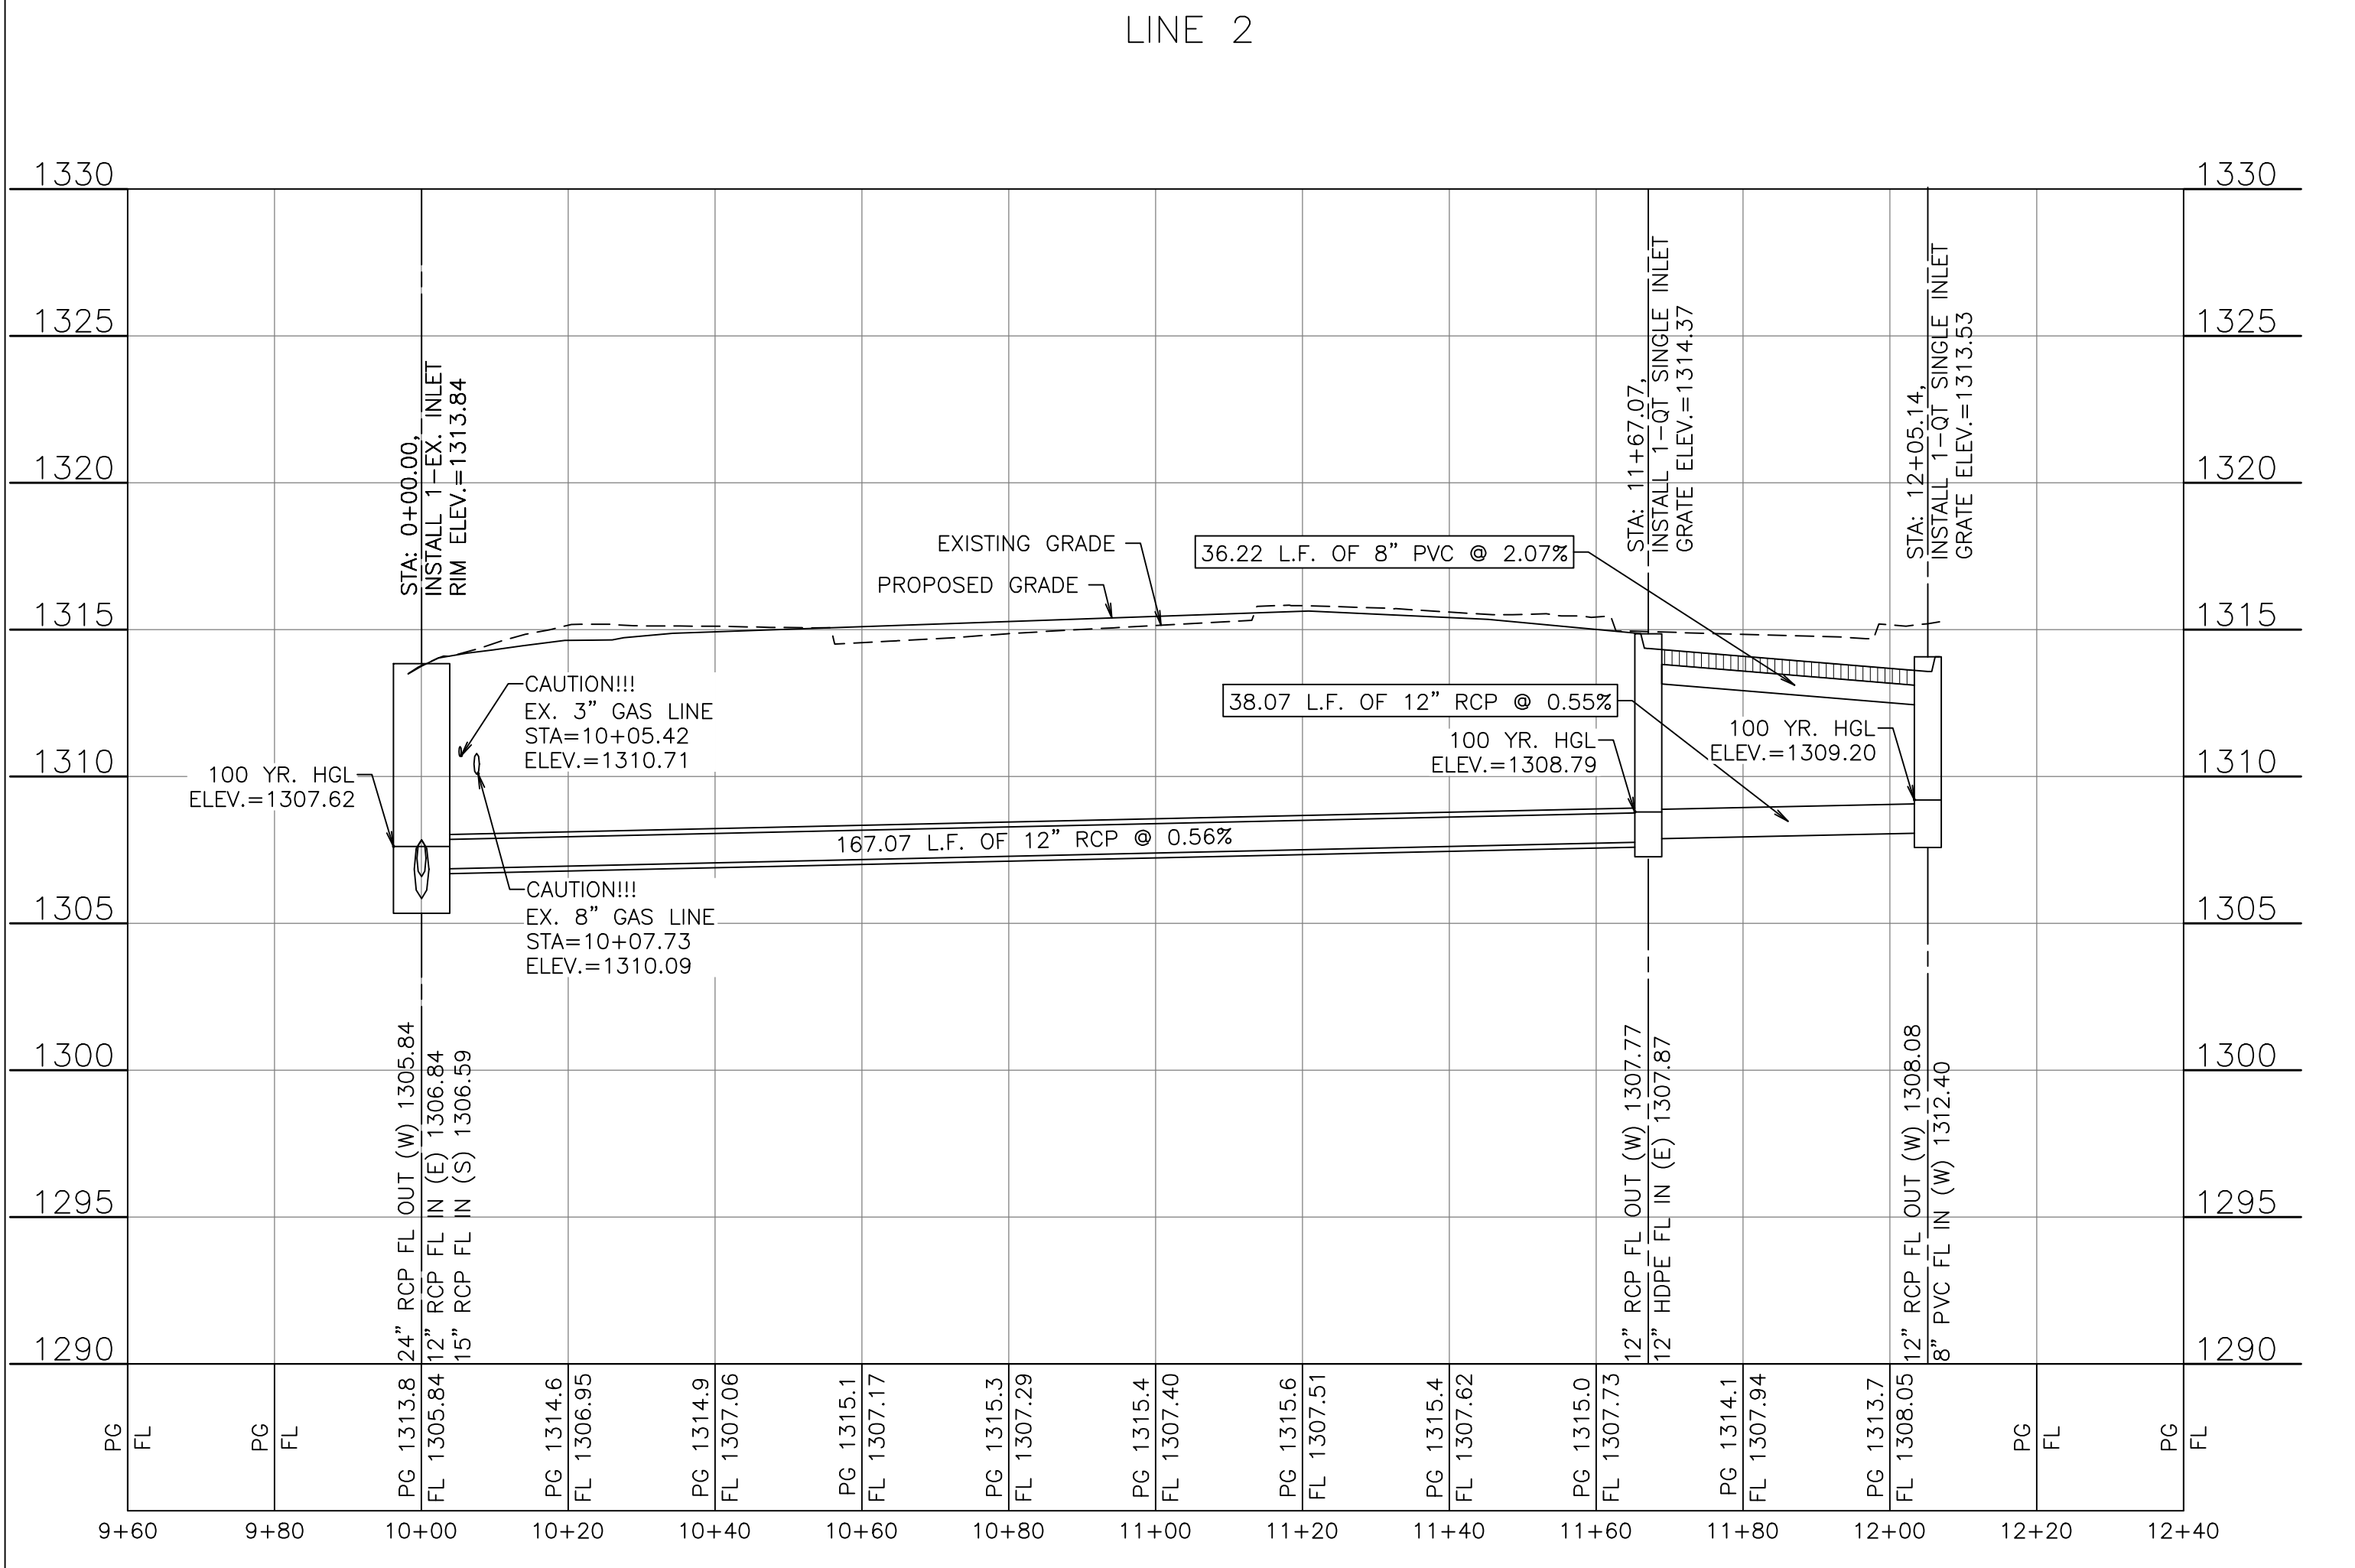 LINE 2
1330
1330
1325
1325
1320
1320
1315
1315
1310
1310
1305
1305
1300
1300
1295
1295
1290
1290
STA: 0+00.00,
INSTALL 1-EX. INLET
RIM ELEV.=1313.84
STA: 11+67.07,
INSTALL 1-QT SINGLE INLET
GRATE ELEV.=1314.37
STA: 12+05.14,
INSTALL 1-QT SINGLE INLET
GRATE ELEV.=1313.53
EXISTING GRADE
PROPOSED GRADE
36.22 L.F. OF 8” PVC @ 2.07%
38.07 L.F. OF 12” RCP @ 0.55%
CAUTION!!!
EX. 3” GAS LINE
STA=10+05.42
ELEV.=1310.71
100 YR. HGL
ELEV.=1307.62
100 YR. HGL
ELEV.=1308.79
100 YR. HGL
ELEV.=1309.20
167.07 L.F. OF 12” RCP @ 0.56%
CAUTION!!!
EX. 8” GAS LINE
STA=10+07.73
ELEV.=1310.09
24” RCP FL OUT (W) 1305.84
12” RCP FL IN (E) 1306.84
15” RCP FL IN (S) 1306.59
12” RCP FL OUT (W) 1307.77
12” HDPE FL IN (E) 1307.87
12” RCP FL OUT (W) 1308.08
8” PVC FL IN (W) 1312.40
PG
FL
PG
FL
PG 1313.8
FL 1305.84
PG 1314.6
FL 1306.95
PG 1314.9
FL 1307.06
PG 1315.1
FL 1307.17
PG 1315.3
FL 1307.29
PG 1315.4
FL 1307.40
PG 1315.6
FL 1307.51
PG 1315.4
FL 1307.62
PG 1315.0
FL 1307.73
PG 1314.1
FL 1307.94
PG 1313.7
FL 1308.05
PG
FL
PG
FL
9+60
9+80
10+00
10+20
10+40
10+60
10+80
11+00
11+20
11+40
11+60
11+80
12+00
12+20
12+40